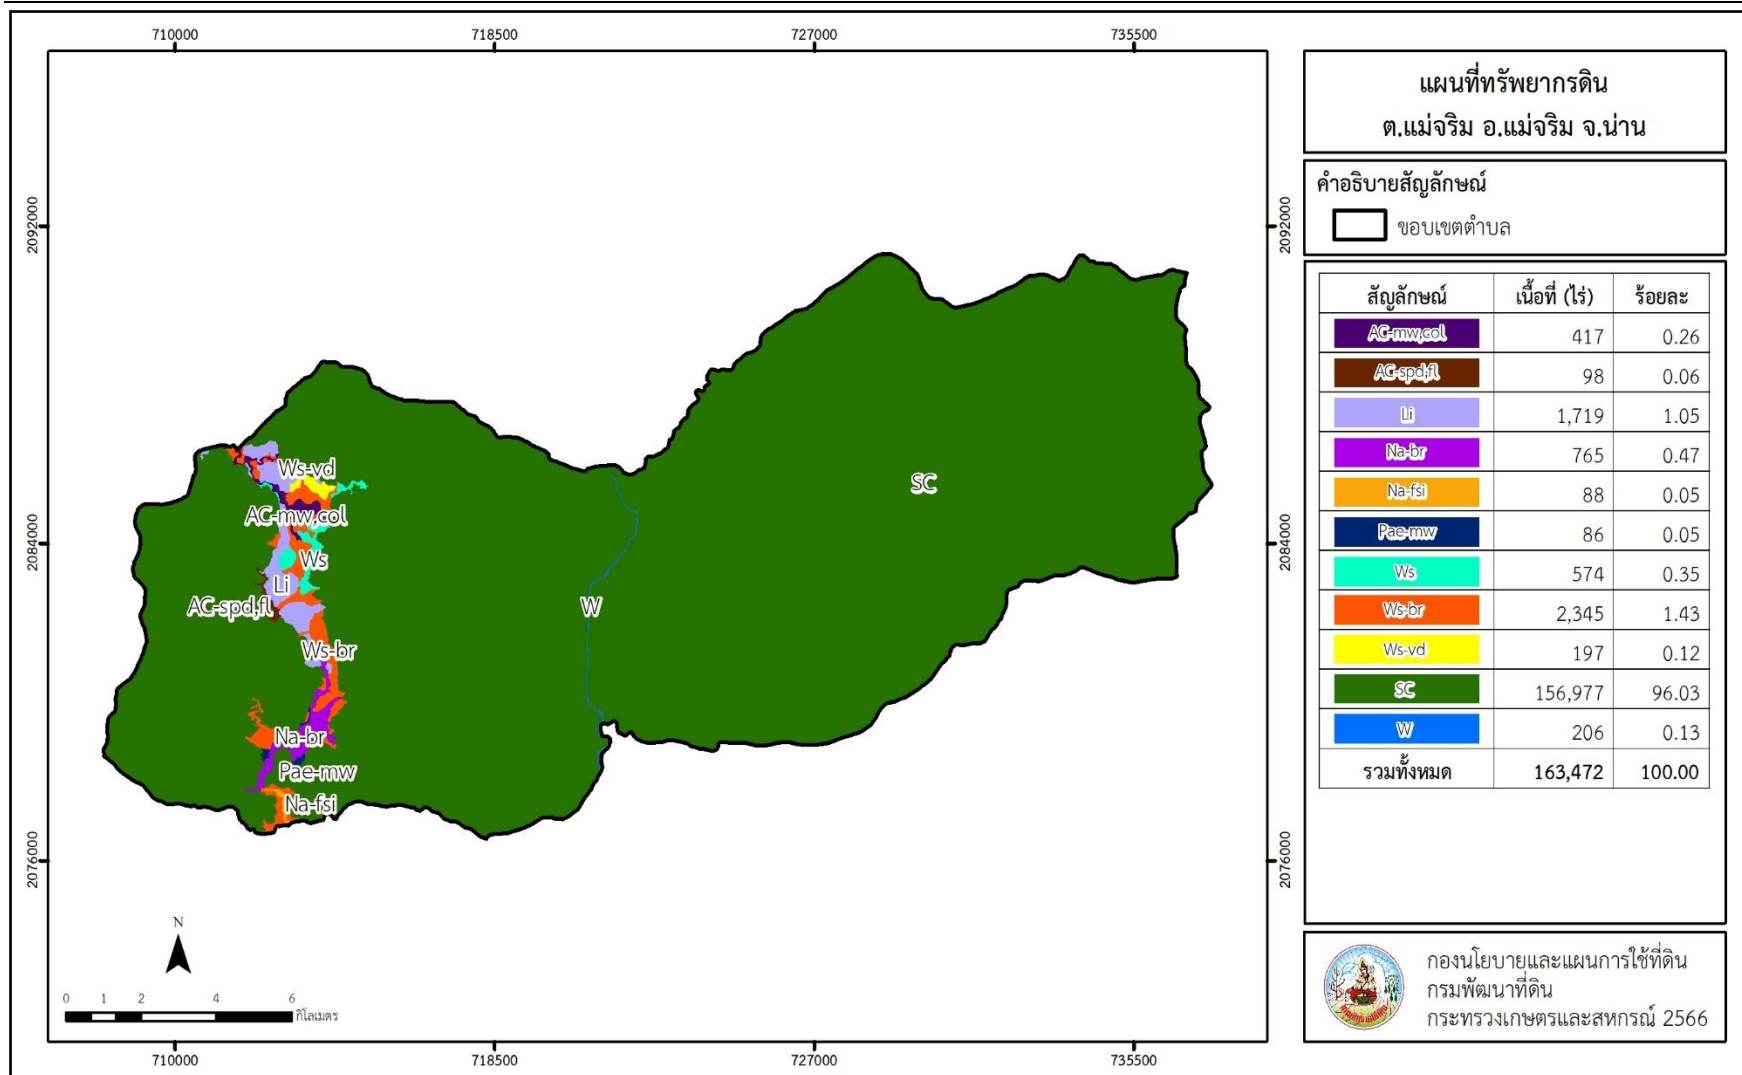 710000 718500 727000 735500
2092000 2092000
2084000 2084000
2076000 2076000
Ws-vd
SC
AC-mw,col
Ws
Li
AC-spd,fl
W
Ws-br
Na-br
Pae-mw
Na-fsi
N
0 1 2 4 6
กิโลเมตร
710000 718500 727000 735500
แผนที่ทรัพยากรดิน
ต.แม่จริม อ.แม่จริม จ.น่าน
คำอธิบายสัญลักษณ์
ขอบเขตตำบล
สัญลักษณ์ เนื้อที่ (ไร่) ร้อยละ
AC-mw,col 417 0.26
AC-spd,fl 98 0.06
Li 1,719 1.05
Na-br 765 0.47
Na-fsi 88 0.05
Pae-mw 86 0.05
Ws 574 0.35
Ws-br 2,345 1.43
Ws-vd 197 0.12
SC 156,977 96.03
W 206 0.13
รวมทั้งหมด 163,472 100.00
กองนโยบายและแผนการใช้ที่ดิน
กรมพัฒนาที่ดิน
กระทรวงเกษตรและสหกรณ์ 2566